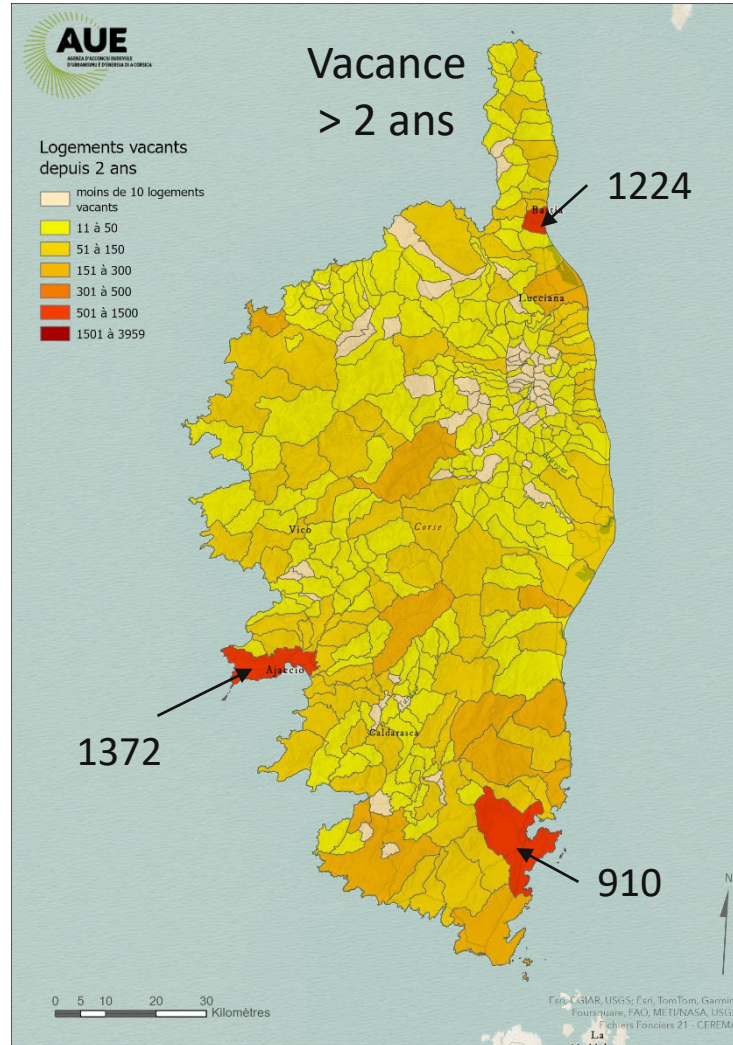 AUE
AGENZA D'ACCONCIU DUREVULE
D'URBANISIMU È D'ENERGIA DI A CORSICA
Vacance
> 2 ans
Logements vacants
depuis 2 ans
moins de 10 logements
vacants
11 à 50
51 à 150
151 à 300
301 à 500
501 à 1500
1501 à 3959
1224
Bastia
Lucciana
Vico
Corse
Ajaccio
1372
Caldarasca
910
N
0 5 10 20 30
Kilomètres
Esri, CGIAR, USGS; Esri, TomTom, Garmin,
Foursquare, FAO, METI/NASA, USGS
Fichiers Fonciers 21 - CEREMA
La